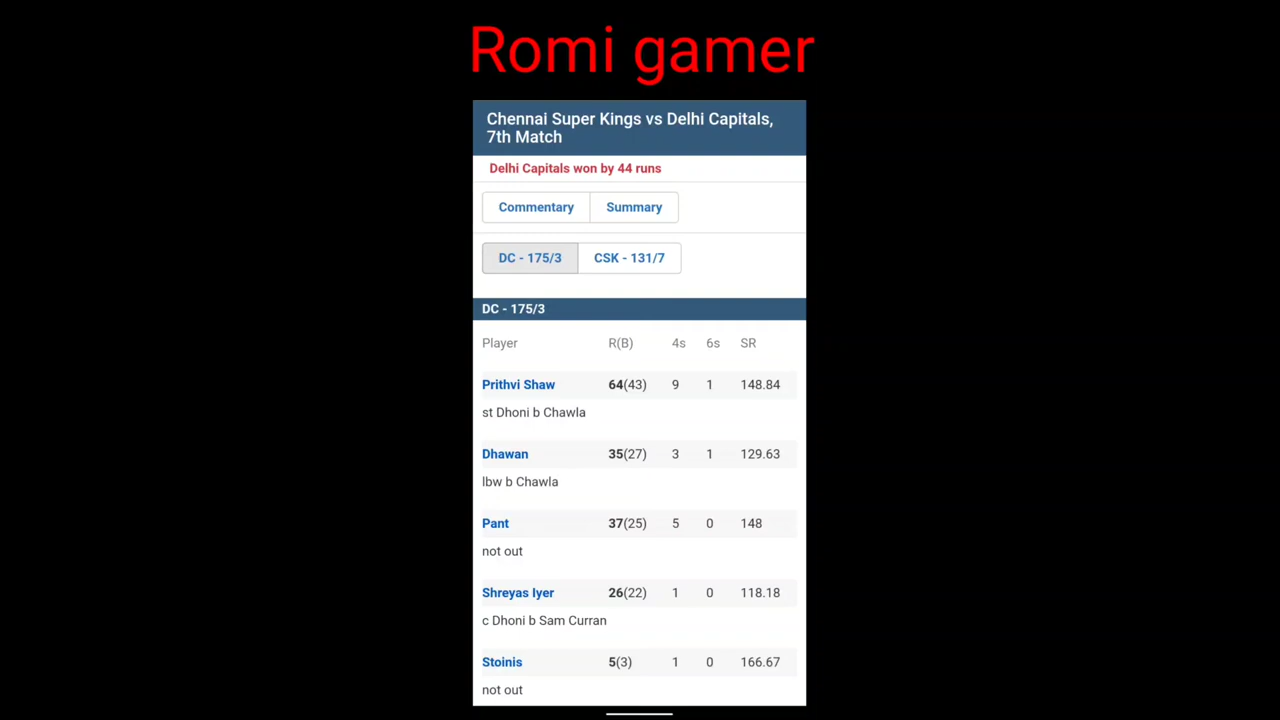 Romi gamer
Chennai Super Kings vs Delhi Capitals,
7th Match
Delhi Capitals won by 44 runs
Commentary Summary
DC - 175/3 CSK - 131/7
DC - 175/3
Player R(B) 4s 6s SR
Prithvi Shaw 64(43) 9 1 148.84
st Dhoni b Chawla
Dhawan 35(27) 3 1 129.63
lbw b Chawla
Pant 37(25) 5 0 148
not out
Shreyas Iyer 26(22) 1 0 118.18
c Dhoni b Sam Curran
Stoinis 5(3) 1 0 166.67
not out